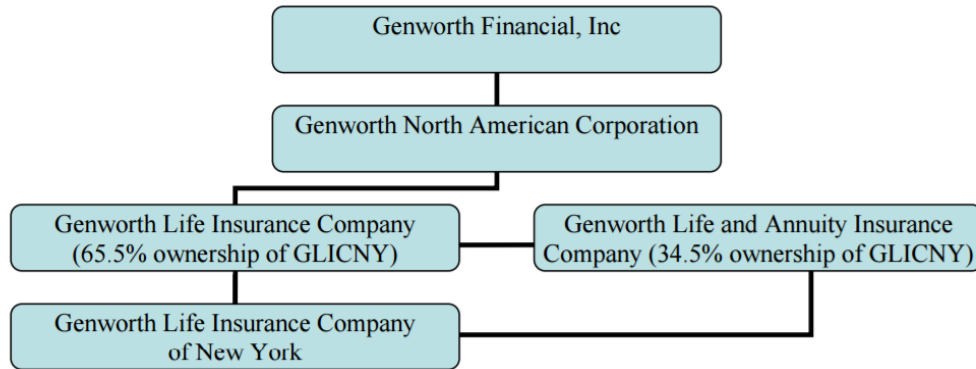 Genworth Financial, Inc
Genworth North American Corporation
Genworth Life Insurance Company
(65.5% ownership of GLICNY)
Genworth Life and Annuity Insurance
Company (34.5% ownership of GLICNY)
Genworth Life Insurance Company
of New York